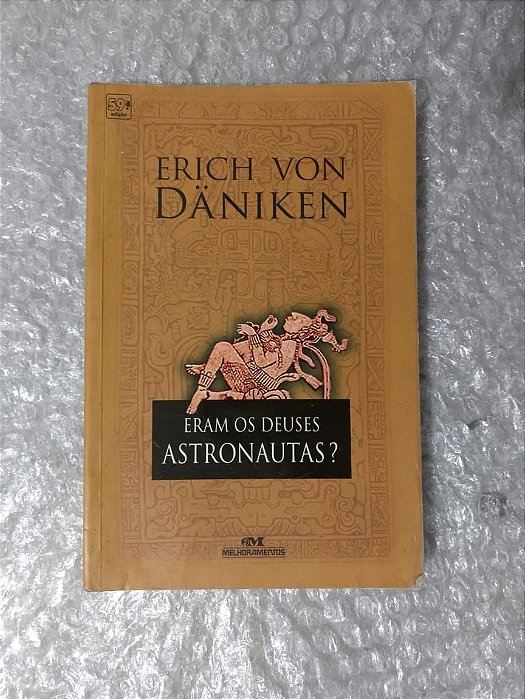 59ª
edição
ERICH VON
DÄNIKEN
ERAM OS DEUSES
ASTRONAUTAS?
MELHORAMENTOS